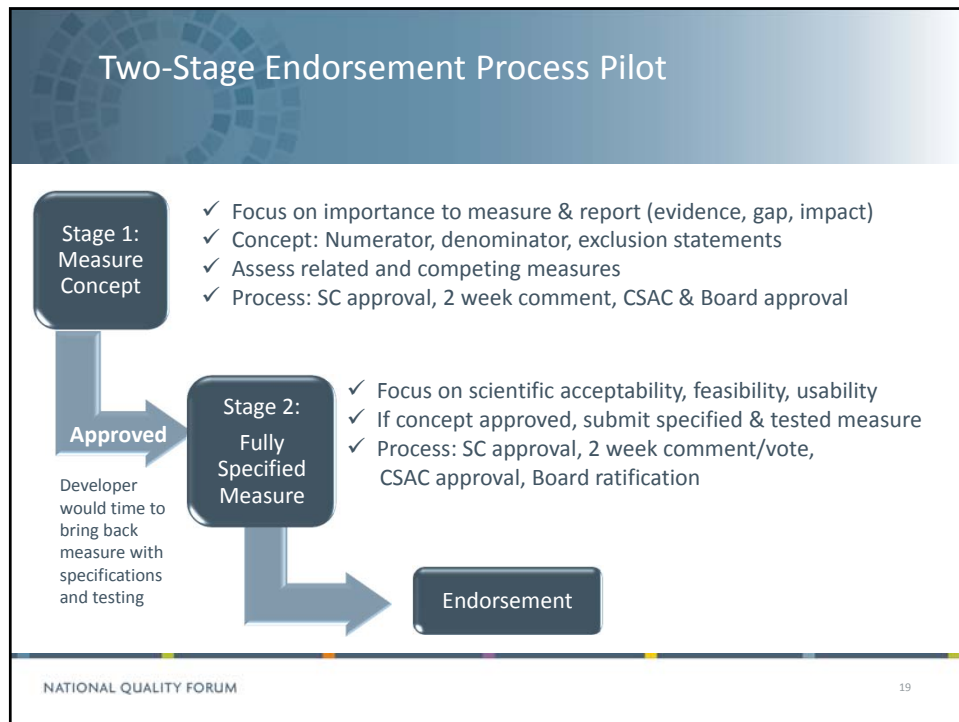 Two-Stage Endorsement Process Pilot
Stage 1:
Measure
Concept
✓ Focus on importance to measure & report (evidence, gap, impact)
✓ Concept: Numerator, denominator, exclusion statements
✓ Assess related and competing measures
✓ Process: SC approval, 2 week comment, CSAC & Board approval
Approved
Developer
would time to
bring back
measure with
specifications
and testing
Stage 2:
Fully
Specified
Measure
✓ Focus on scientific acceptability, feasibility, usability
✓ If concept approved, submit specified & tested measure
✓ Process: SC approval, 2 week comment/vote,
CSAC approval, Board ratification
Endorsement
NATIONAL QUALITY FORUM
19